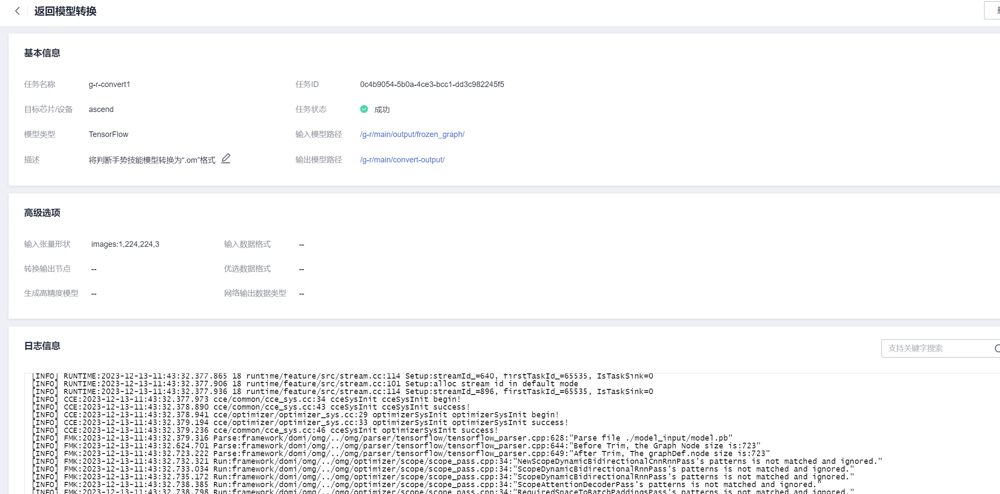 返回模型转换
基本信息
任务名称 g-r-convert1 任务ID 0c4b9054-5b0a-4ce3-bcc1-dd3c982245f5
目标芯片/设备 ascend 任务状态 成功
模型类型 TensorFlow 输入模型路径 /g-r/main/output/frozen_graph/
描述 将判断手势技能模型转换为“.om”格式 输出模型路径 /g-r/main/convert-output/
高级选项
输入张量形状 images:1,224,224,3 输入数据格式 --
转换输出节点 -- 优选数据格式 --
生成高精度模型 -- 网络输出数据类型 --
日志信息
支持关键字搜索
[INFO] RUNTIME:2023-12-13-11:43:32.377.865 18 runtime/feature/src/stream.cc:114 Setup:streamId_=640, firstTaskId_=65535, IsTaskSink=0
[INFO] RUNTIME:2023-12-13-11:43:32.377.906 18 runtime/feature/src/stream.cc:101 Setup:alloc stream id in default mode
[INFO] RUNTIME:2023-12-13-11:43:32.377.936 18 runtime/feature/src/stream.cc:114 Setup:streamId_=896, firstTaskId_=65535, IsTaskSink=0
[INFO] CCE:2023-12-13-11:43:32.377.973 cce/common/cce_sys.cc:34 cceSysInit cceSysInit begin!
[INFO] CCE:2023-12-13-11:43:32.378.890 cce/common/cce_sys.cc:43 cceSysInit cceSysInit success!
[INFO] CCE:2023-12-13-11:43:32.378.941 cce/optimizer/optimizer_sys.cc:29 optimizerSysInit optimizerSysInit begin!
[INFO] CCE:2023-12-13-11:43:32.379.194 cce/optimizer/optimizer_sys.cc:33 optimizerSysInit optimizerSysInit success!
[INFO] CCE:2023-12-13-11:43:32.379.236 cce/common/cce_sys.cc:46 cceSysInit optimizerSysInit success!
[INFO] FMK:2023-12-13-11:43:32.379.316 Parse:framework/domi/omg/../omg/parser/tensorflow/tensorflow_parser.cpp:628:"Parse file ./model_input/model.pb"
[INFO] FMK:2023-12-13-11:43:32.624.701 Parse:framework/domi/omg/../omg/parser/tensorflow/tensorflow_parser.cpp:644:"Before Trim, the Graph Node size is:723"
[INFO] FMK:2023-12-13-11:43:32.723.222 Parse:framework/domi/omg/../omg/parser/tensorflow/tensorflow_parser.cpp:649:"After Trim, The graphDef.node size is:723"
[INFO] FMK:2023-12-13-11:43:32.732.321 Run:framework/domi/omg/../omg/optimizer/scope/scope_pass.cpp:34:"NewScopeDynamicBidirectionalCnnRnnPass's patterns is not matched and ignored."
[INFO] FMK:2023-12-13-11:43:32.733.034 Run:framework/domi/omg/../omg/optimizer/scope/scope_pass.cpp:34:"ScopeDynamicBidirectionalRnnPass's patterns is not matched and ignored."
[INFO] FMK:2023-12-13-11:43:32.735.172 Run:framework/domi/omg/../omg/optimizer/scope/scope_pass.cpp:34:"ScopeDynamicBidirectionalRnnPass's patterns is not matched and ignored."
[INFO] FMK:2023-12-13-11:43:32.738.385 Run:framework/domi/omg/../omg/optimizer/scope/scope_pass.cpp:34:"ScopeAttentionDecoderPass's patterns is not matched and ignored."
[INFO] FMK:2023-12-13-11:43:32.738.798 Run:framework/domi/omg/../omg/optimizer/scope/scope_pass.cpp:34:"RequiredSpaceToBatchPaddingsPass's patterns is not matched and ignored."